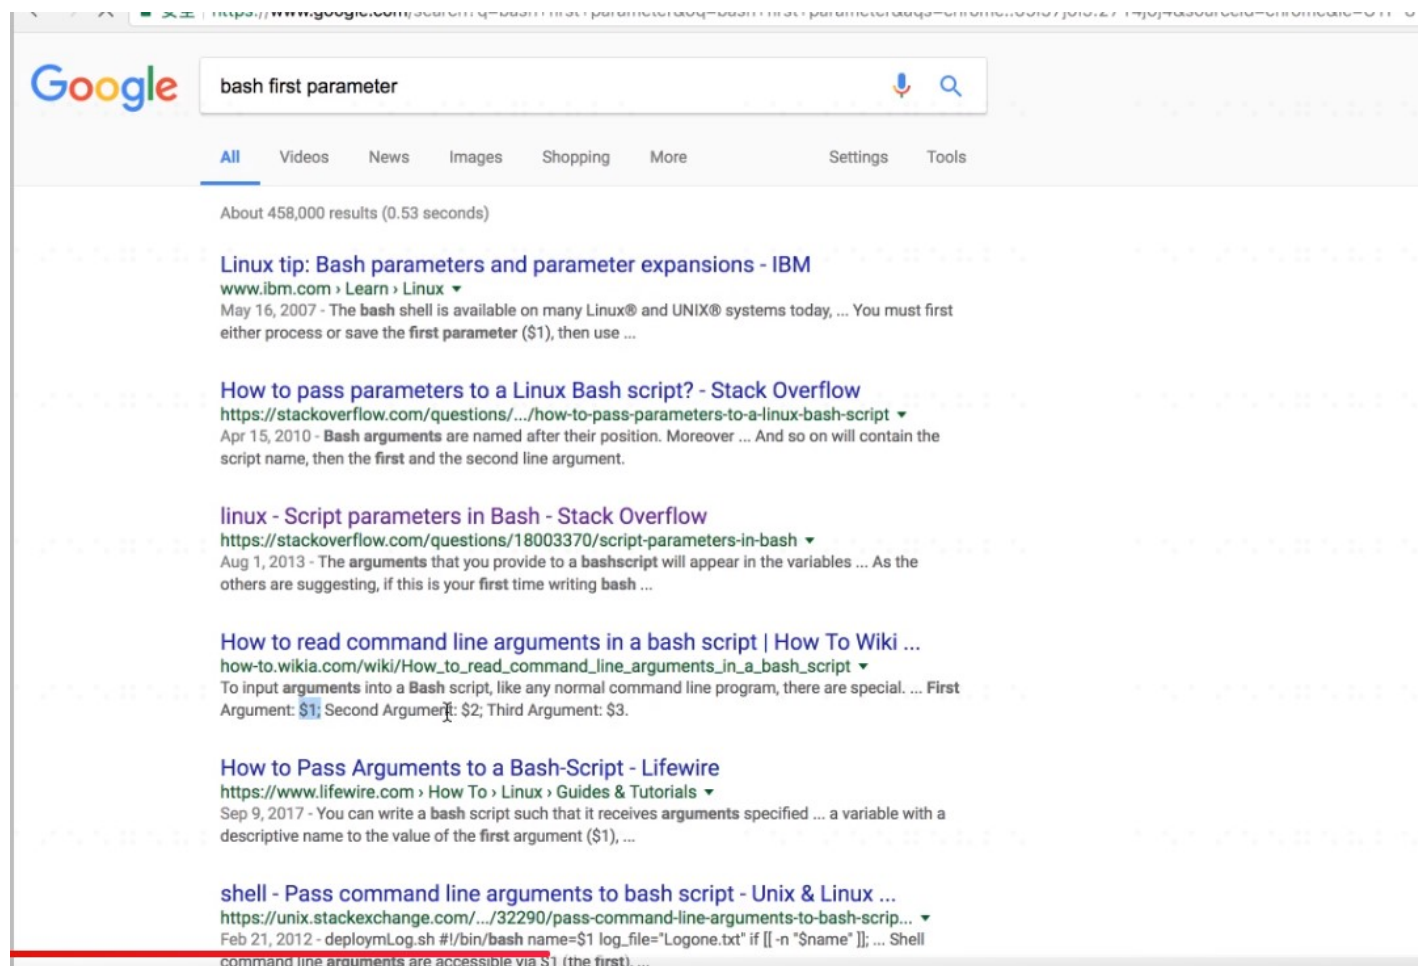 Google
bash first parameter
All Videos News Images Shopping More Settings Tools
About 458,000 results (0.53 seconds)
Linux tip: Bash parameters and parameter expansions - IBM
www.ibm.com › Learn › Linux
May 16, 2007 - The bash shell is available on many Linux® and UNIX® systems today, ... You must first
either process or save the first parameter ($1), then use ...
How to pass parameters to a Linux Bash script? - Stack Overflow
https://stackoverflow.com/questions/.../how-to-pass-parameters-to-a-linux-bash-script
Apr 15, 2010 - Bash arguments are named after their position. Moreover ... And so on will contain the
script name, then the first and the second line argument.
linux - Script parameters in Bash - Stack Overflow
https://stackoverflow.com/questions/18003370/script-parameters-in-bash
Aug 1, 2013 - The arguments that you provide to a bashscript will appear in the variables ... As the
others are suggesting, if this is your first time writing bash ...
How to read command line arguments in a bash script | How To Wiki ...
how-to.wikia.com/wiki/How_to_read_command_line_arguments_in_a_bash_script
To input arguments into a Bash script, like any normal command line program, there are special. ... First
Argument: $1; Second Argument: $2; Third Argument: $3.
How to Pass Arguments to a Bash-Script - Lifewire
https://www.lifewire.com › How To › Linux › Guides & Tutorials
Sep 9, 2017 - You can write a bash script such that it receives arguments specified ... a variable with a
descriptive name to the value of the first argument ($1), ...
shell - Pass command line arguments to bash script - Unix & Linux ...
https://unix.stackexchange.com/.../32290/pass-command-line-arguments-to-bash-scrip...
Feb 21, 2012 - deploymLog.sh #!/bin/bash name=$1 log_file="Logone.txt" if [[ -n "$name" ]]; ... Shell
command line arguments are accessible via $1 (the first). ...